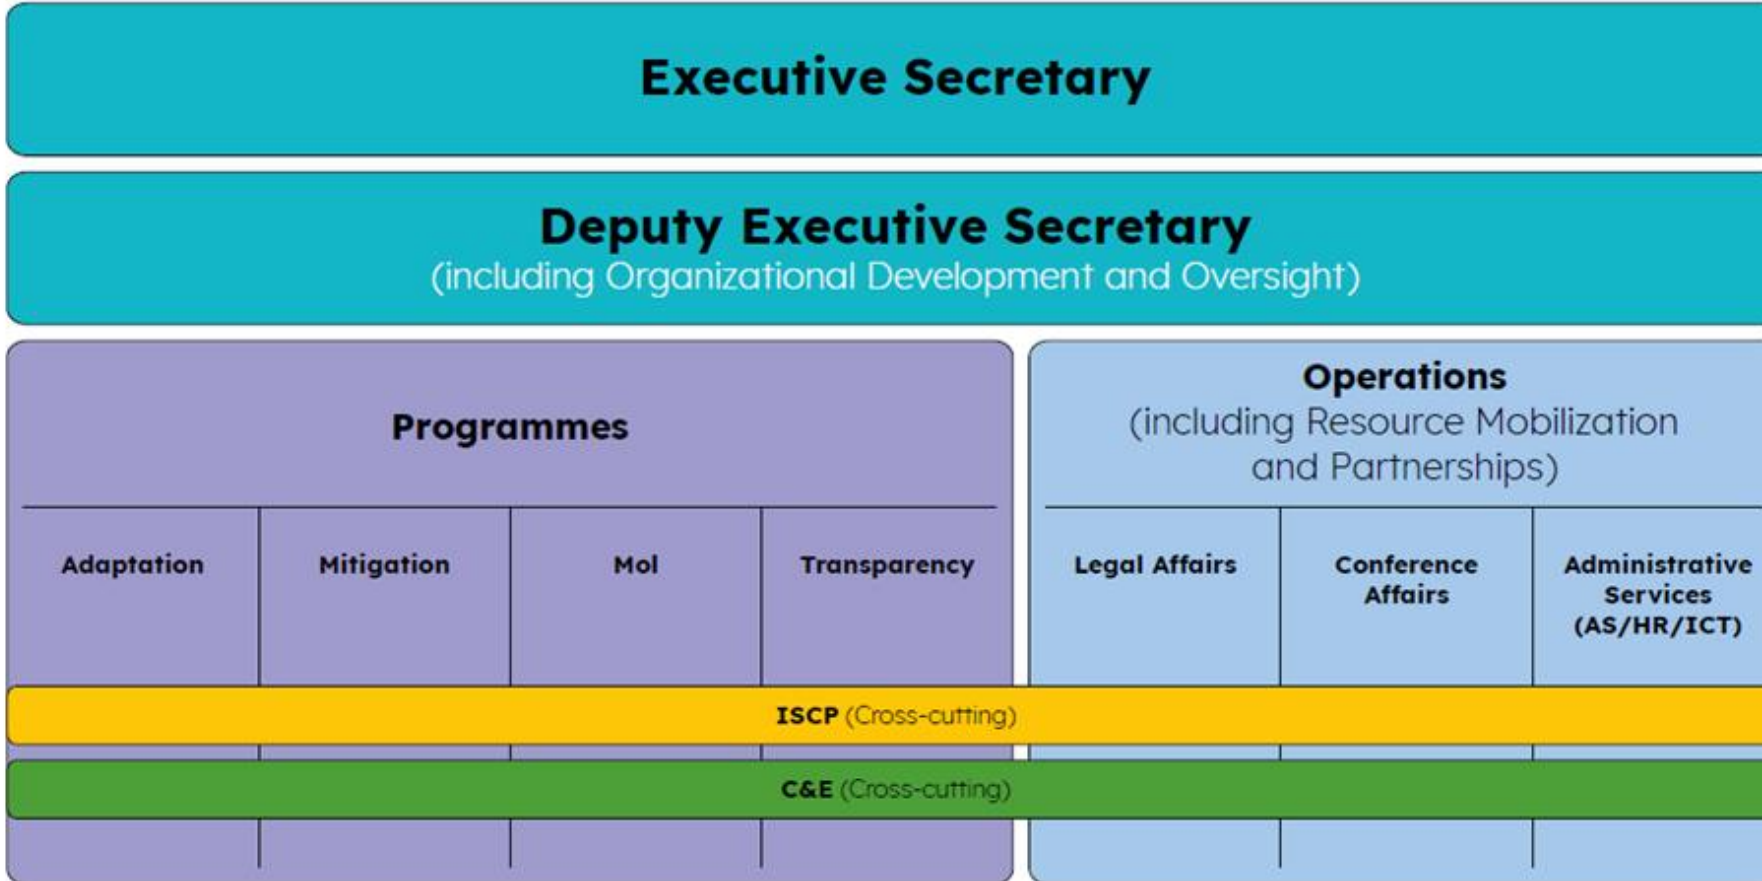 Executive Secretary
Deputy Executive Secretary
(including Organizational Development and Oversight)
Programmes
Operations
(including Resource Mobilization
and Partnerships)
Adaptation
Mitigation
MoI
Transparency
Legal Affairs
Conference
Affairs
Administrative
Services
(AS/HR/ICT)
ISCP (Cross-cutting)
C&E (Cross-cutting)